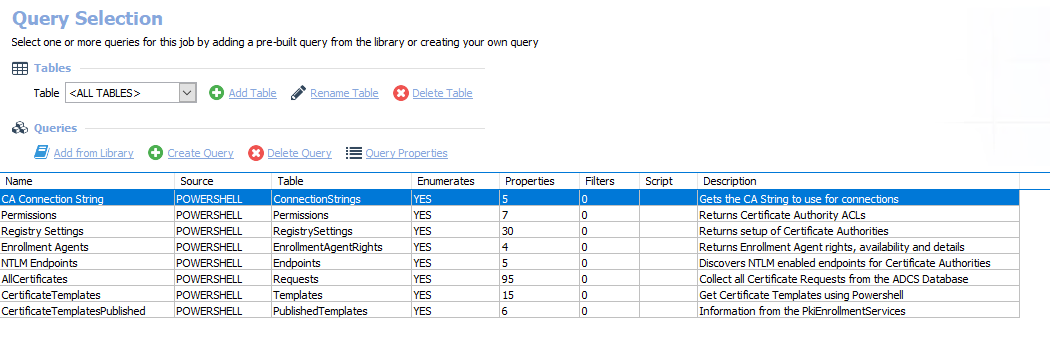 Query Selection
Select one or more queries for this job by adding a pre-built query from the library or creating your own query
Tables
Table <ALL TABLES> Add Table Rename Table Delete Table
Queries
Add from Library Create Query Delete Query Query Properties
Name Source Table Enumerates Properties Filters Script Description
CA Connection String POWERSHELL ConnectionStrings YES 5 0 Gets the CA String to use for connections
Permissions POWERSHELL Permissions YES 7 0 Returns Certificate Authority ACLs
Registry Settings POWERSHELL RegistrySettings YES 30 0 Returns setup of Certificate Authorities
Enrollment Agents POWERSHELL EnrollmentAgentRights YES 4 0 Returns Enrollment Agent rights, availability and details
NTLM Endpoints POWERSHELL Endpoints YES 5 0 Discovers NTLM enabled endpoints for Certificate Authorities
AllCertificates POWERSHELL Requests YES 95 0 Collect all Certificate Requests from the ADCS Database
CertificateTemplates POWERSHELL Templates YES 15 0 Get Certificate Templates using Powershell
CertificateTemplatesPublished POWERSHELL PublishedTemplates YES 6 0 Information from the PkiEnrollmentServices